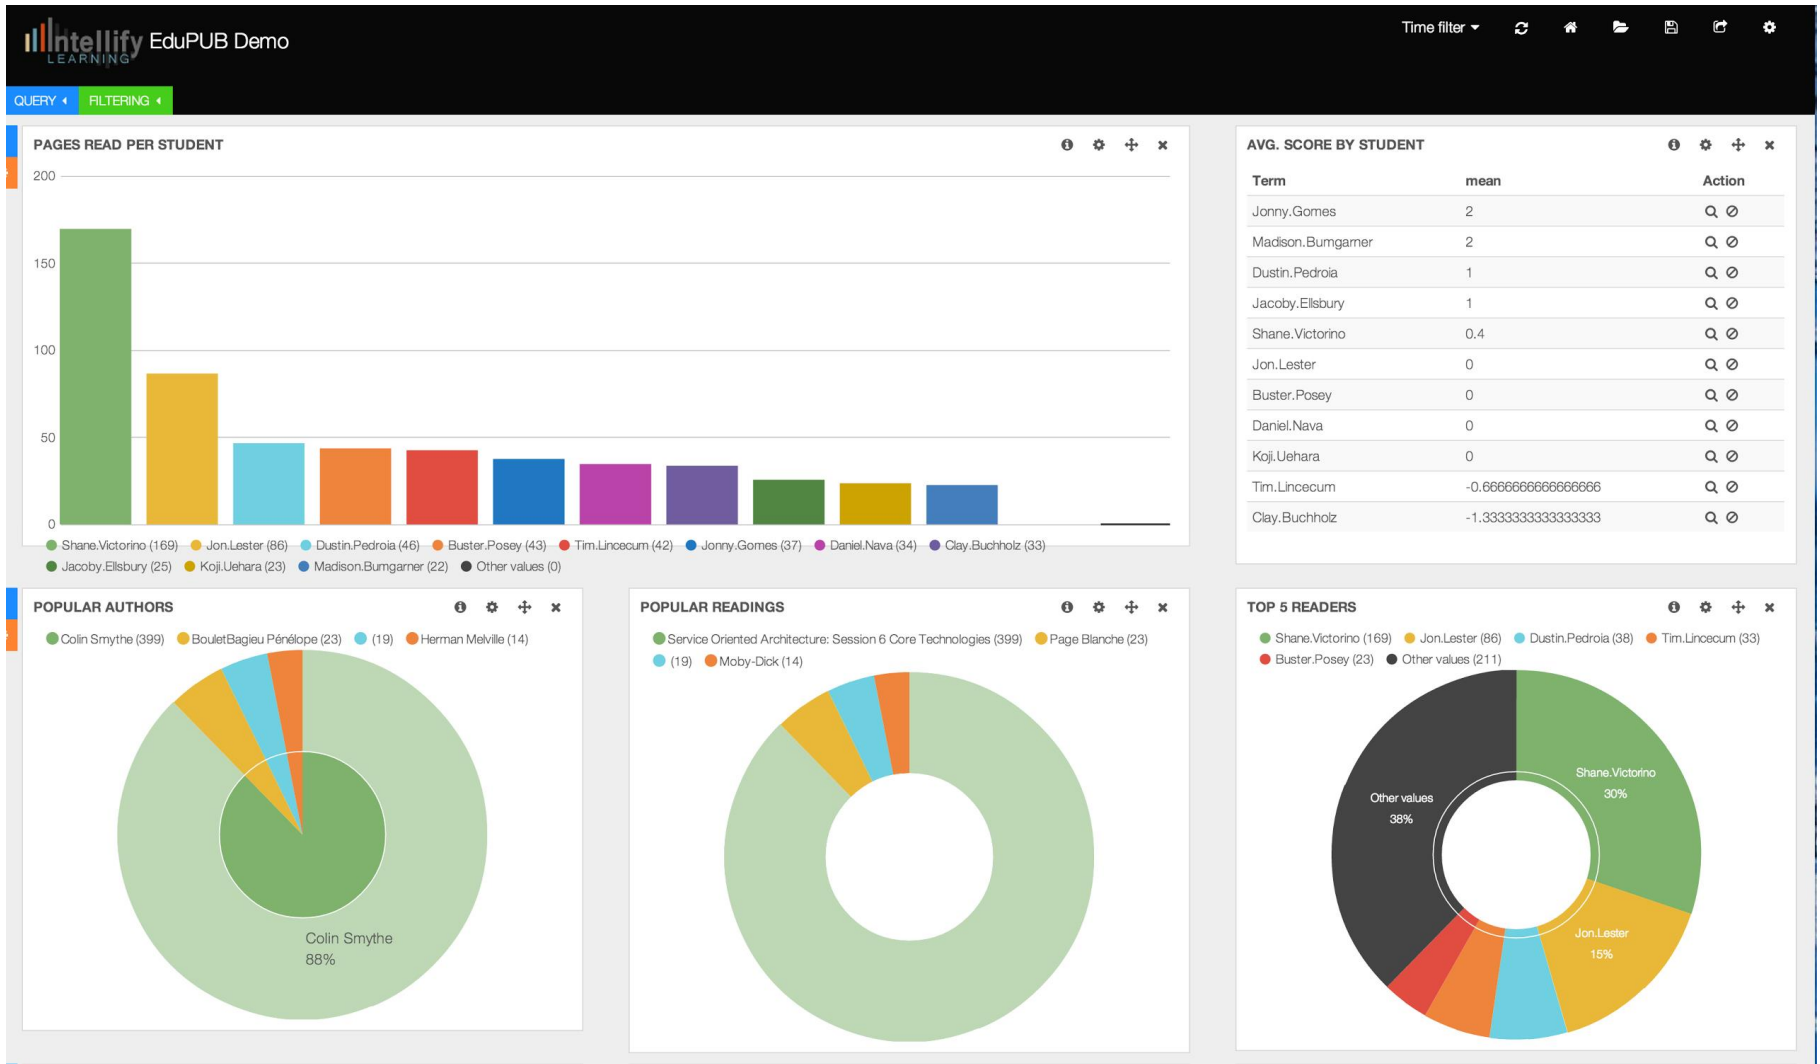 Intellify EduPUB Demo
LEARNING
Time filter
QUERY
FILTERING
PAGES READ PER STUDENT
200
150
100
50
0
Shane.Victorino (169) Jon.Lester (86) Dustin.Pedroia (46) Buster.Posey (43) Tim.Lincecum (42) Jonny.Gomes (37) Daniel.Nava (34) Clay.Buchholz (33)
Jacoby.Ellsbury (25) Koji.Uehara (23) Madison.Bumgarner (22) Other values (0)
AVG. SCORE BY STUDENT
Term mean Action
Jonny.Gomes 2
Madison.Bumgarner 2
Dustin.Pedroia 1
Jacoby.Ellsbury 1
Shane.Victorino 0.4
Jon.Lester 0
Buster.Posey 0
Daniel.Nava 0
Koji.Uehara 0
Tim.Lincecum -0.6666666666666666
Clay.Buchholz -1.3333333333333333
POPULAR AUTHORS
Colin Smythe (399) BouletBagieu Pénélope (23) (19) Herman Melville (14)
Colin Smythe
88%
POPULAR READINGS
Service Oriented Architecture: Session 6 Core Technologies (399) Page Blanche (23)
(19) Moby-Dick (14)
TOP 5 READERS
Shane.Victorino (169) Jon.Lester (86) Dustin.Pedroia (38) Tim.Lincecum (33)
Buster.Posey (23) Other values (211)
Shane.Victorino
30%
Other values
38%
Jon.Lester
15%